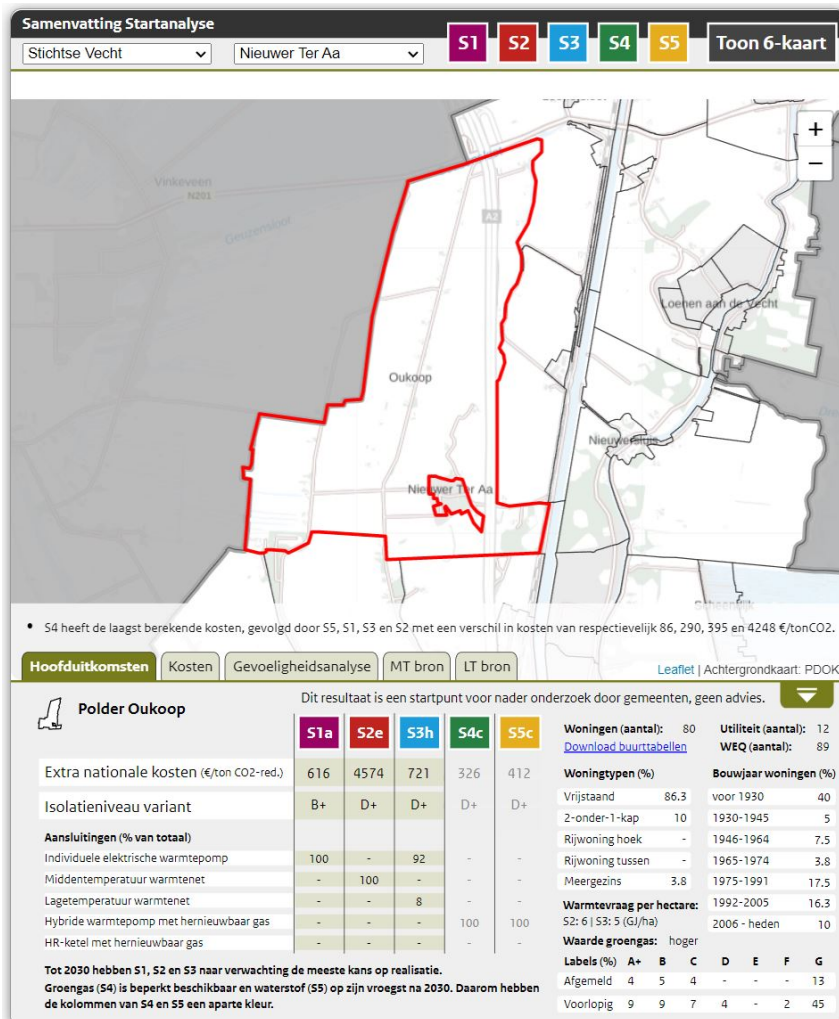 Samenvatting Startanalyse
Stichtse Vecht Nieuwer Ter Aa S1 S2 S3 S4 S5 Toon 6-kaart
+
−
Vinkeveen
N201
Geuzensloot
A2
Loenen aan de Vecht
Oukoop
Nieuwersluis
Nieuwer Ter Aa
• S4 heeft de laagst berekende kosten, gevolgd door S5, S1, S3 en S2 met een verschil in kosten van respectievelijk 86, 290, 395 en 4248 €/tonCO2.
Hoofduitkomsten Kosten Gevoeligheidsanalyse MT bron LT bron Leaflet | Achtergrondkaart: PDOK
Dit resultaat is een startpunt voor nader onderzoek door gemeenten, geen advies.
Polder Oukoop
S1a S2e S3h S4c S5c
Extra nationale kosten (€/ton CO2-red.) 616 4574 721 326 412
Isolatieniveau variant B+ D+ D+ D+ D+
Aansluitingen (% van totaal)
Individuele elektrische warmtepomp 100 - 92 - -
Middentemperatuur warmtenet - 100 - - -
Lagetemperatuur warmtenet - - 8 - -
Hybride warmtepomp met hernieuwbaar gas - - - 100 100
HR-ketel met hernieuwbaar gas - - - - -
Tot 2030 hebben S1, S2 en S3 naar verwachting de meeste kans op realisatie.
Groengas (S4) is beperkt beschikbaar en waterstof (S5) op zijn vroegst na 2030. Daarom hebben
de kolommen van S4 en S5 een aparte kleur.
Woningen (aantal): 80 Utiliteit (aantal): 12
Download buurttabellen WEQ (aantal): 89
Woningtypen (%) Bouwjaar woningen (%)
Vrijstaand 86.3 voor 1930 40
2-onder-1-kap 10 1930-1945 5
Rijwoning hoek - 1946-1964 7.5
Rijwoning tussen - 1965-1974 3.8
Meergezins 3.8 1975-1991 17.5
Warmtevraag per hectare: 1992-2005 16.3
S2: 6 | S3: 5 (GJ/ha) 2006 - heden 10
Waarde groengas: hoger
Labels (%) A+ B C D E F G
Afgemeld 4 5 4 - - - 13
Voorlopig 9 9 7 4 - 2 45